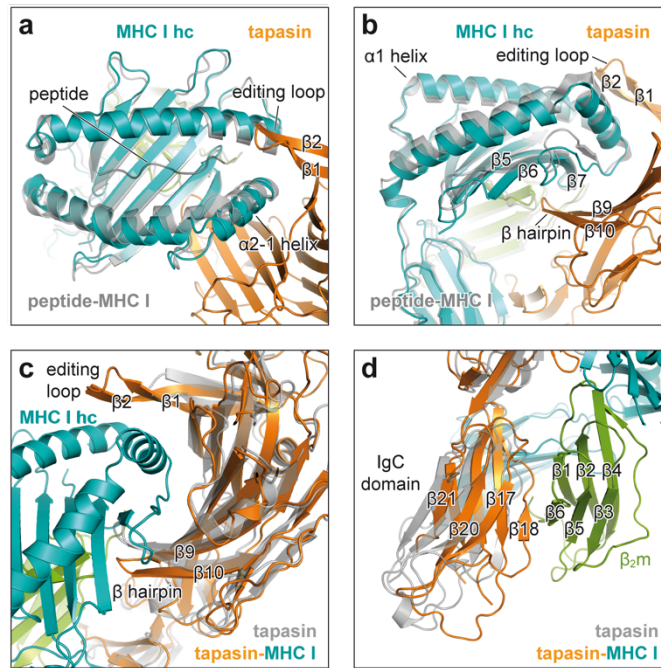 a
MHC I hc
tapasin
peptide
editing loop
β2
β1
α2-1 helix
peptide-MHC I
b
MHC I hc
tapasin
α1 helix
editing loop
β2
β1
β5
β6
β7
β9
β hairpin
β10
peptide-MHC I
c
editing
loop
β2
β1
MHC I hc
β9
β10
β hairpin
tapasin
tapasin-MHC I
d
IgC
domain
β1
β2
β4
β21
β17
β6
β3
β20
β18
β5
β₂m
tapasin
tapasin-MHC I